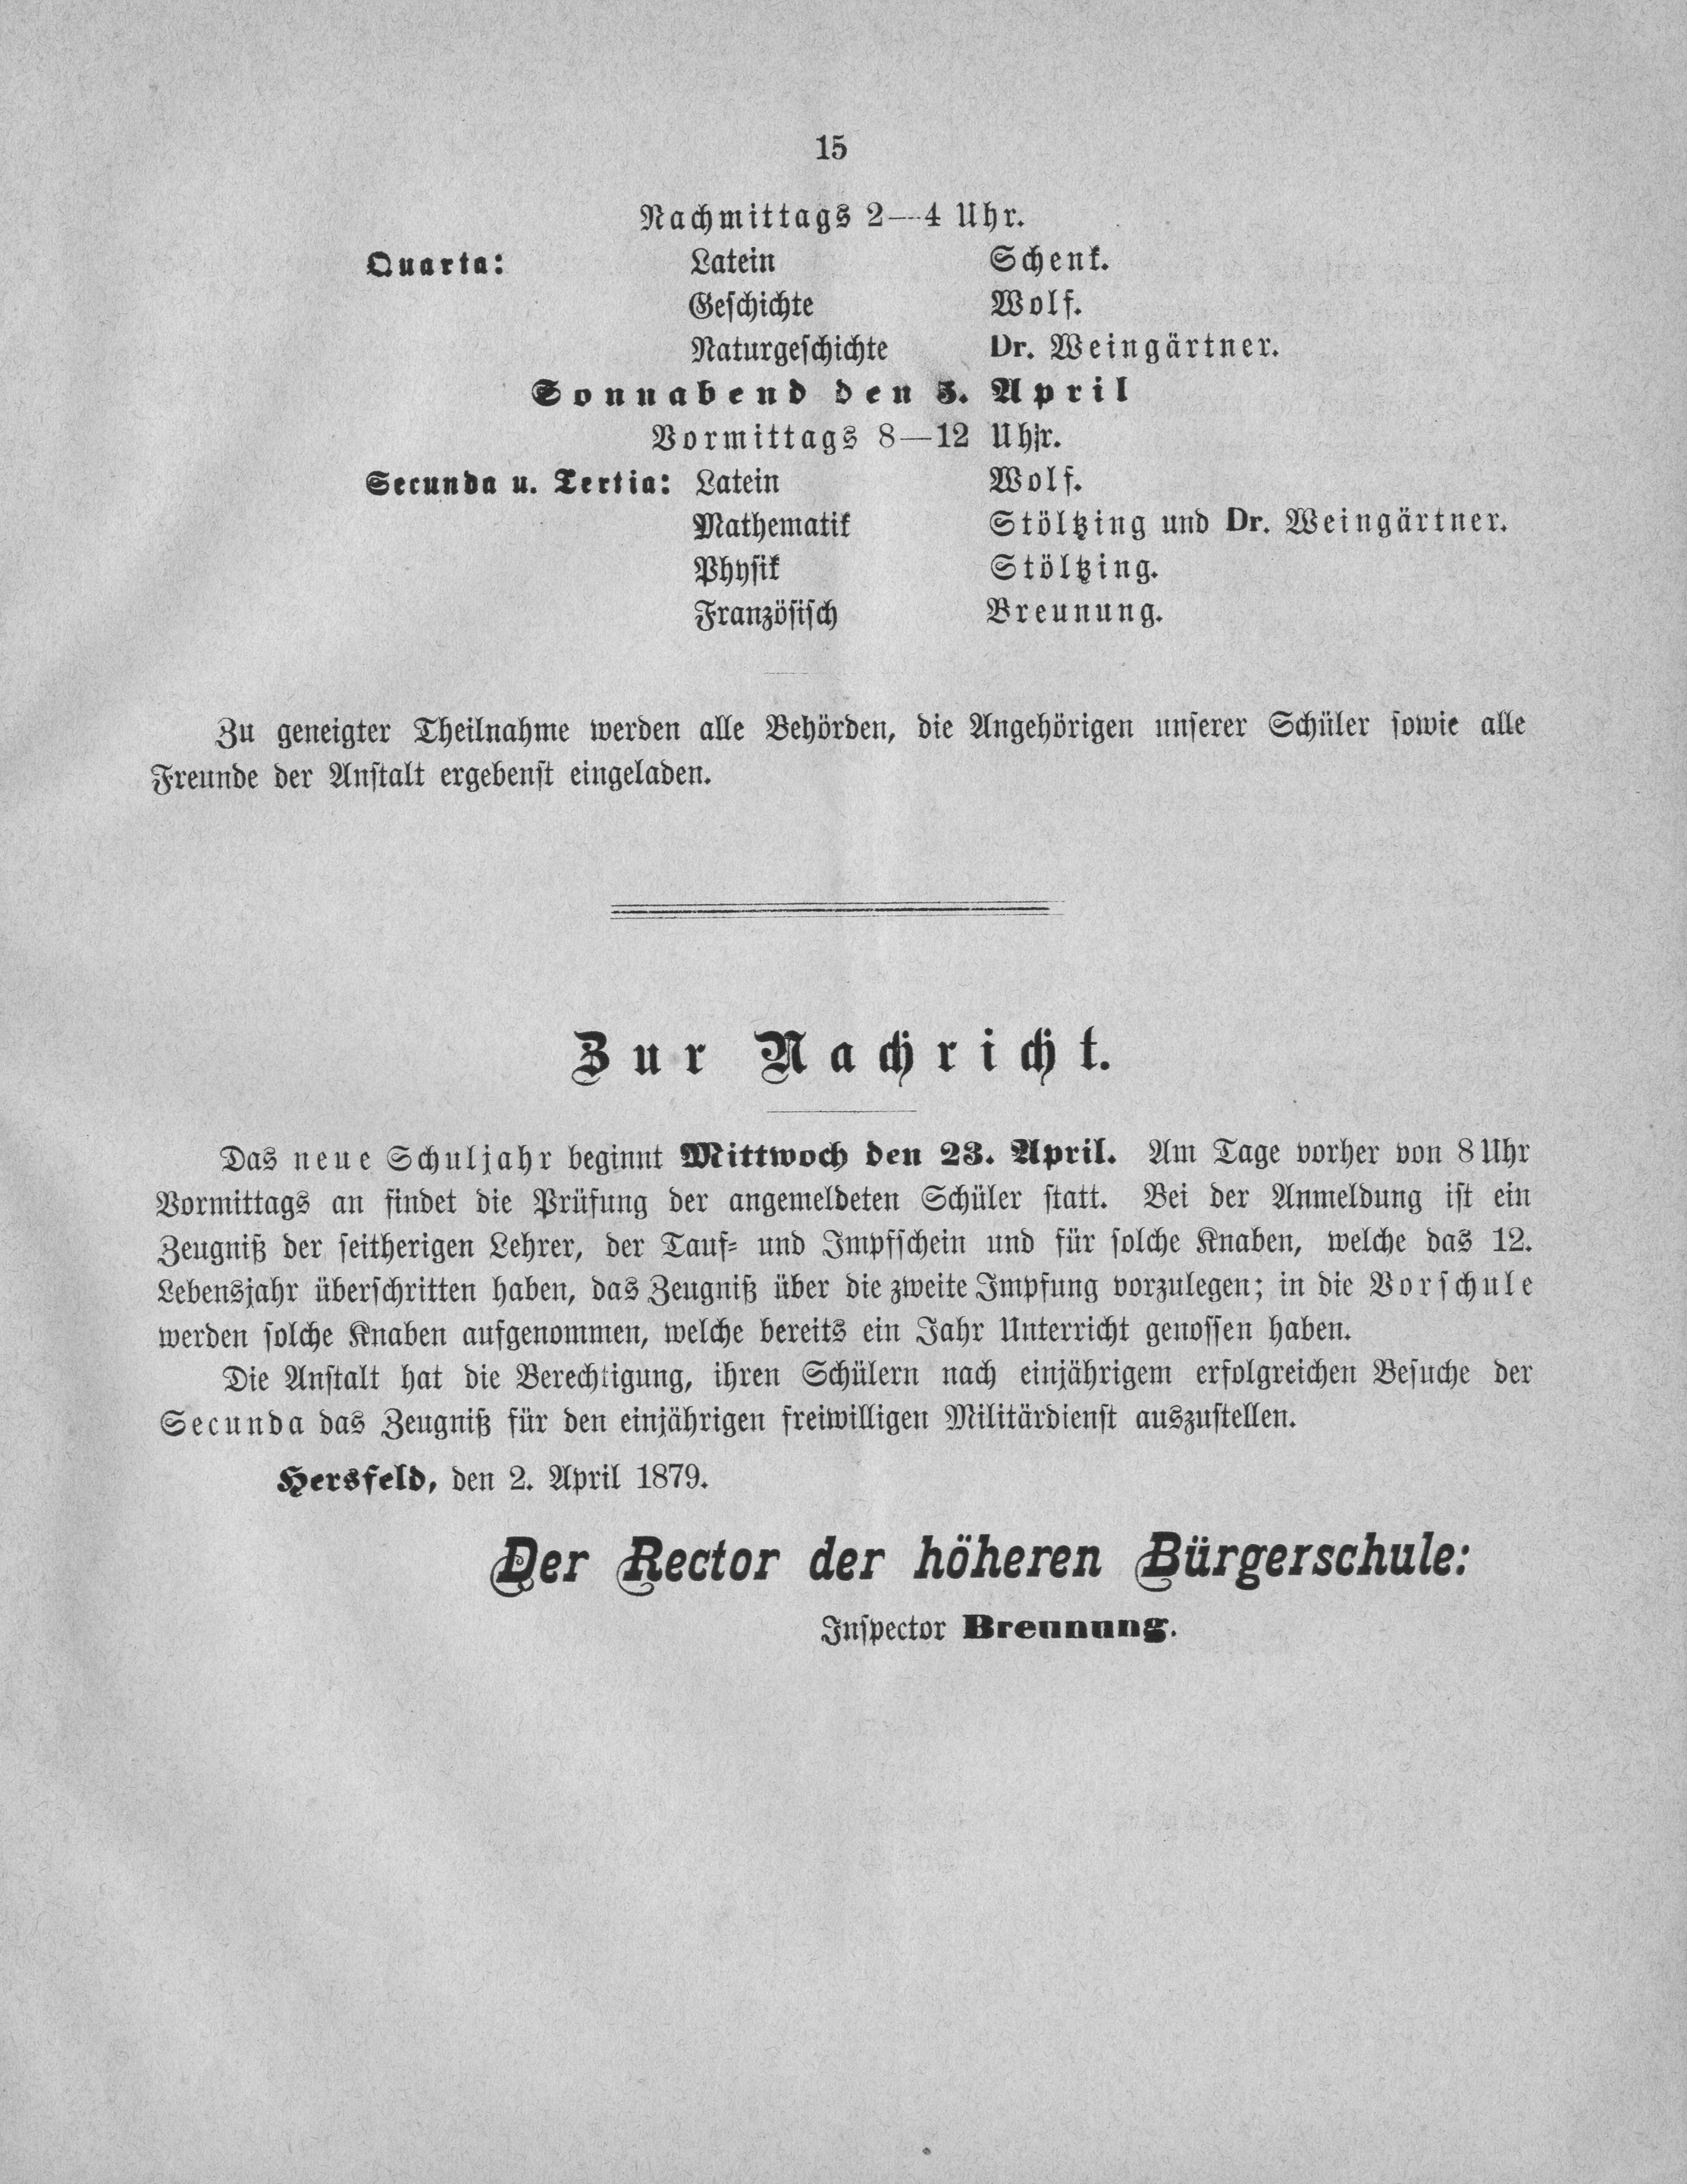 15
Nachmittags 2—4 Uhr.
Quarta: Latein Schenk.
Geschichte Wolf.
Naturgeschichte Dr. Weingärtner.
Sonnabend den 5. April
Vormittags 8—12 Uhr.
Secunda u. Tertia: Latein Wolf.
Mathematik Stöltzing und Dr. Weingärtner.
Physik Stöltzing.
Französisch Breunung.
Zu geneigter Theilnahme werden alle Behörden, die Angehörigen unserer Schüler sowie alle
Freunde der Anstalt ergebenst eingeladen.
Zur Nachricht.
Das neue Schuljahr beginnt Mittwoch den 23. April. Am Tage vorher von 8 Uhr
Vormittags an findet die Prüfung der angemeldeten Schüler statt. Bei der Anmeldung ist ein
Zeugniß der seitherigen Lehrer, der Tauf- und Impfschein und für solche Knaben, welche das 12.
Lebensjahr überschritten haben, das Zeugniß über die zweite Impfung vorzulegen; in die Vorschule
werden solche Knaben aufgenommen, welche bereits ein Jahr Unterricht genossen haben.
Die Anstalt hat die Berechtigung, ihren Schülern nach einjährigem erfolgreichen Besuche der
Secunda das Zeugniß für den einjährigen freiwilligen Militärdienst auszustellen.
Hersfeld, den 2. April 1879.
Der Rector der höheren Bürgerschule:
Inspector Breunung.